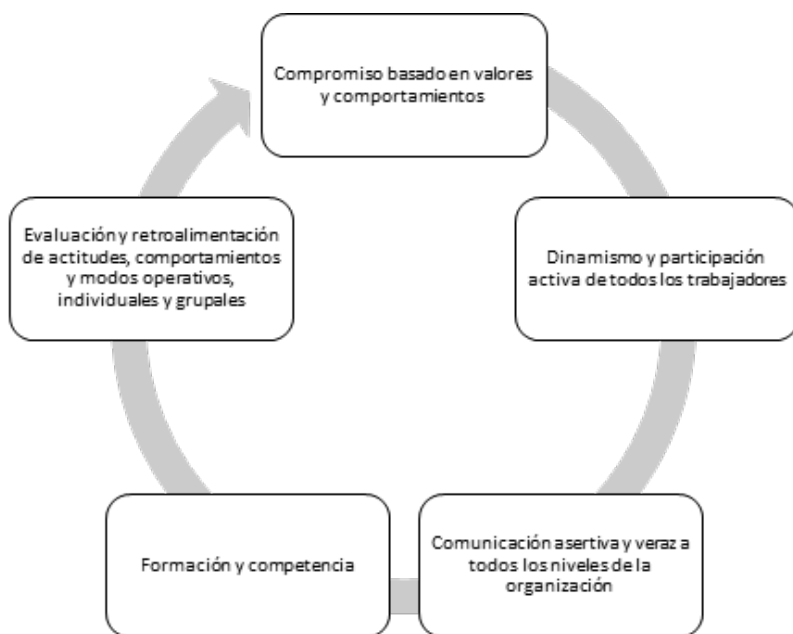 Compromiso basado en valores
y comportamientos
Dinamismo y participación
activa de todos los trabajadores
Comunicación asertiva y veraz a
todos los niveles de la
organización
Formación y competencia
Evaluación y retroalimentación
de actitudes, comportamientos
y modos operativos,
individuales y grupales